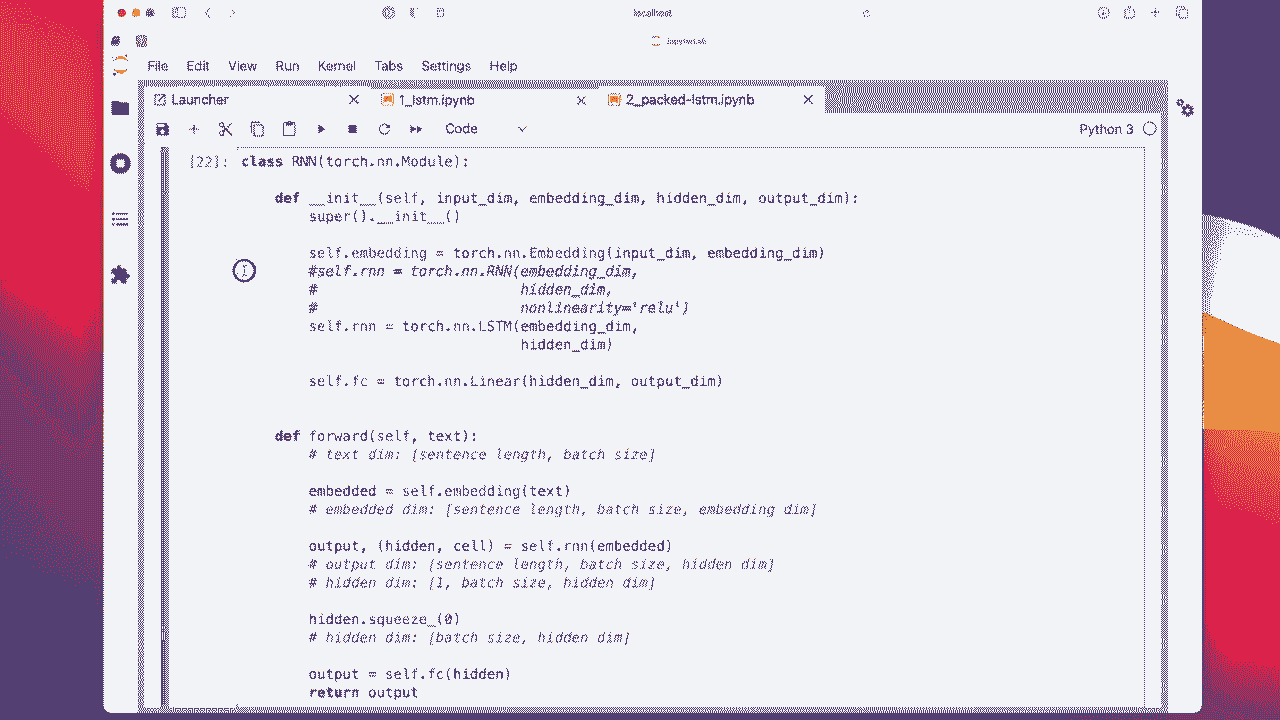 localhost
JupyterLab
File Edit View Run Kernel Tabs Settings Help
Launcher 1_lstm.ipynb 2_packed-lstm.ipynb
Code Python 3
[22]: class RNN(torch.nn.Module):
def __init__(self, input_dim, embedding_dim, hidden_dim, output_dim):
super().__init__()
self.embedding = torch.nn.Embedding(input_dim, embedding_dim)
#self.rnn = torch.nn.RNN(embedding_dim,
# hidden_dim,
# nonlinearity='relu')
self.rnn = torch.nn.LSTM(embedding_dim,
hidden_dim)
self.fc = torch.nn.Linear(hidden_dim, output_dim)
def forward(self, text):
# text dim: [sentence length, batch size]
embedded = self.embedding(text)
# embedded dim: [sentence length, batch size, embedding dim]
output, (hidden, cell) = self.rnn(embedded)
# output dim: [sentence length, batch size, hidden dim]
# hidden dim: [1, batch size, hidden dim]
hidden.squeeze_(0)
# hidden dim: [batch size, hidden dim]
output = self.fc(hidden)
return output